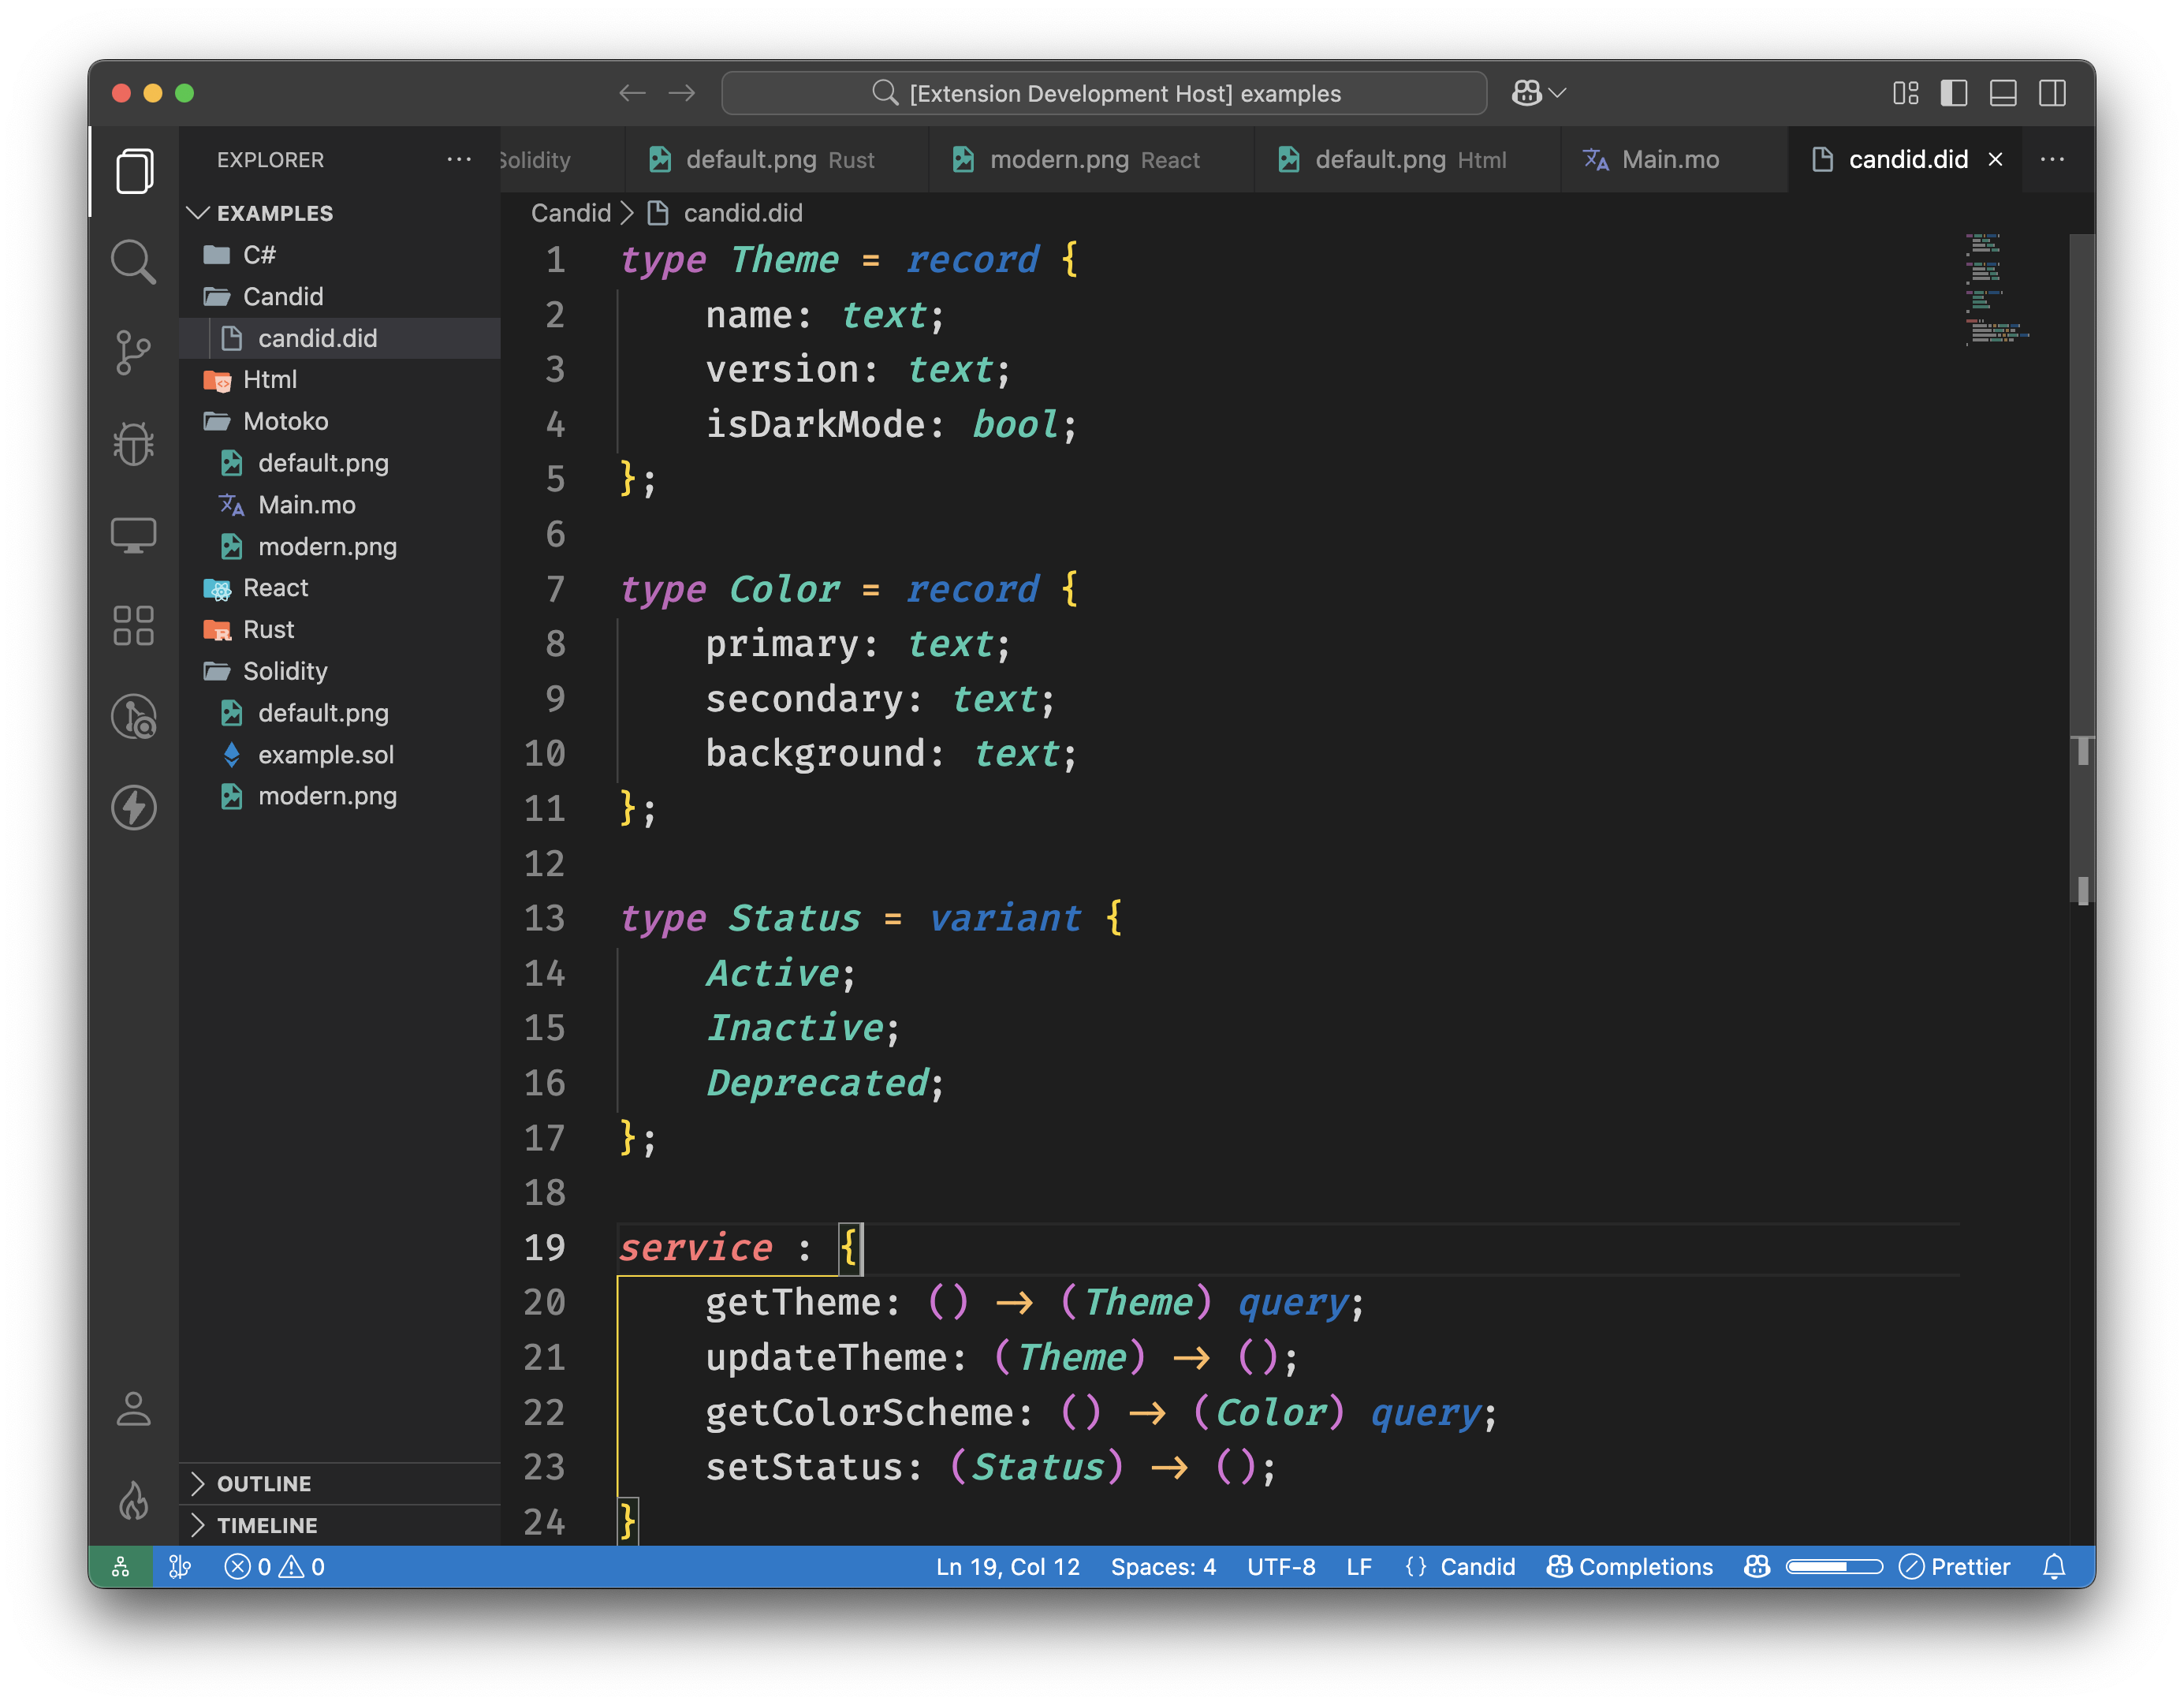 [Extension Development Host] examples
EXPLORER
Solidity
default.png Rust
modern.png React
default.png Html
Main.mo
candid.did
EXAMPLES
C#
Candid
candid.did
Html
Motoko
default.png
Main.mo
modern.png
React
Rust
Solidity
default.png
example.sol
modern.png
OUTLINE
TIMELINE
Candid > candid.did
1 type Theme = record {
2     name: text;
3     version: text;
4     isDarkMode: bool;
5 };
6
7 type Color = record {
8     primary: text;
9     secondary: text;
10     background: text;
11 };
12
13 type Status = variant {
14     Active;
15     Inactive;
16     Deprecated;
17 };
18
19 service : {
20     getTheme: () → (Theme) query;
21     updateTheme: (Theme) → ();
22     getColorScheme: () → (Color) query;
23     setStatus: (Status) → ();
24 }
0 0
Ln 19, Col 12 Spaces: 4 UTF-8 LF {} Candid Completions Prettier